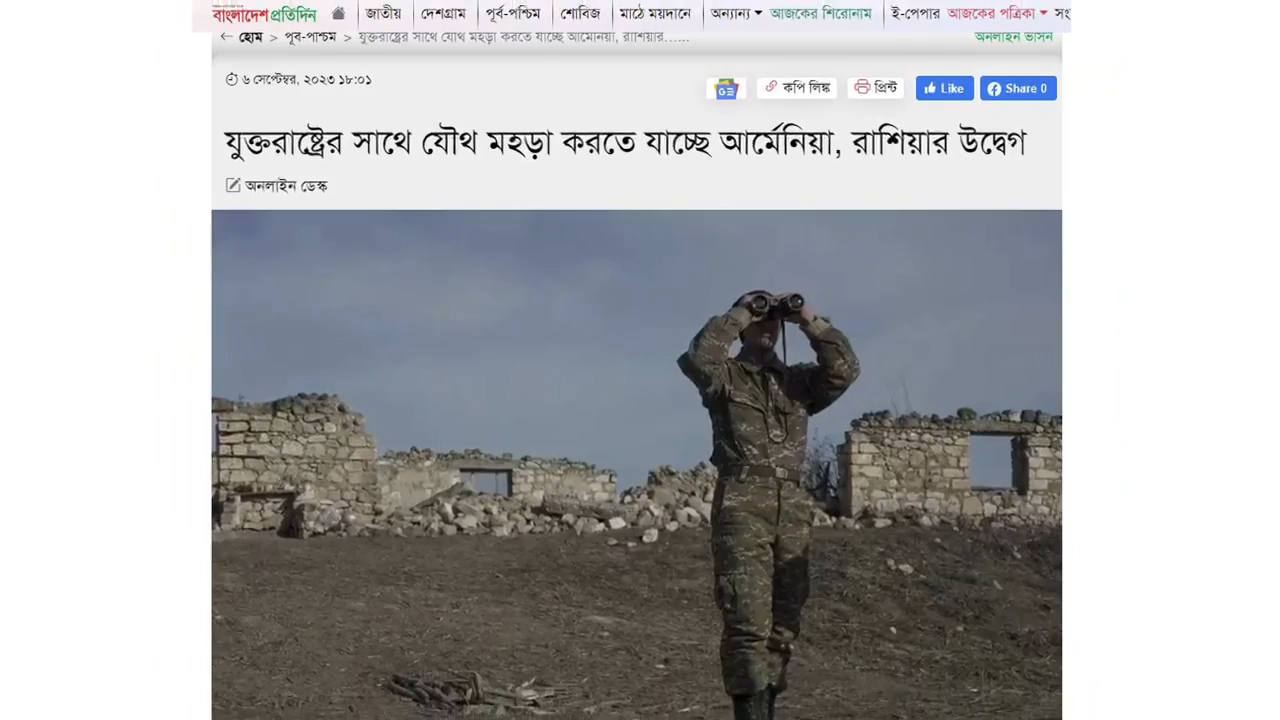 বাংলাদেশ প্রতিদিন জাতীয় দেশগ্রাম পূর্ব-পশ্চিম শোবিজ মাঠে ময়দানে অন্যান্য আজকের শিরোনাম ই-পেপার আজকের পত্রিকা
← হোম > পূর্ব-পশ্চিম > যুক্তরাষ্ট্রের সাথে যৌথ মহড়া করতে যাচ্ছে আর্মেনিয়া, রাশিয়ার...... অনলাইন ভার্সন
৬ সেপ্টেম্বর, ২০২৩ ১৮:০১
কপি লিঙ্ক প্রিন্ট Like Share 0
যুক্তরাষ্ট্রের সাথে যৌথ মহড়া করতে যাচ্ছে আর্মেনিয়া, রাশিয়ার উদ্বেগ
অনলাইন ডেস্ক